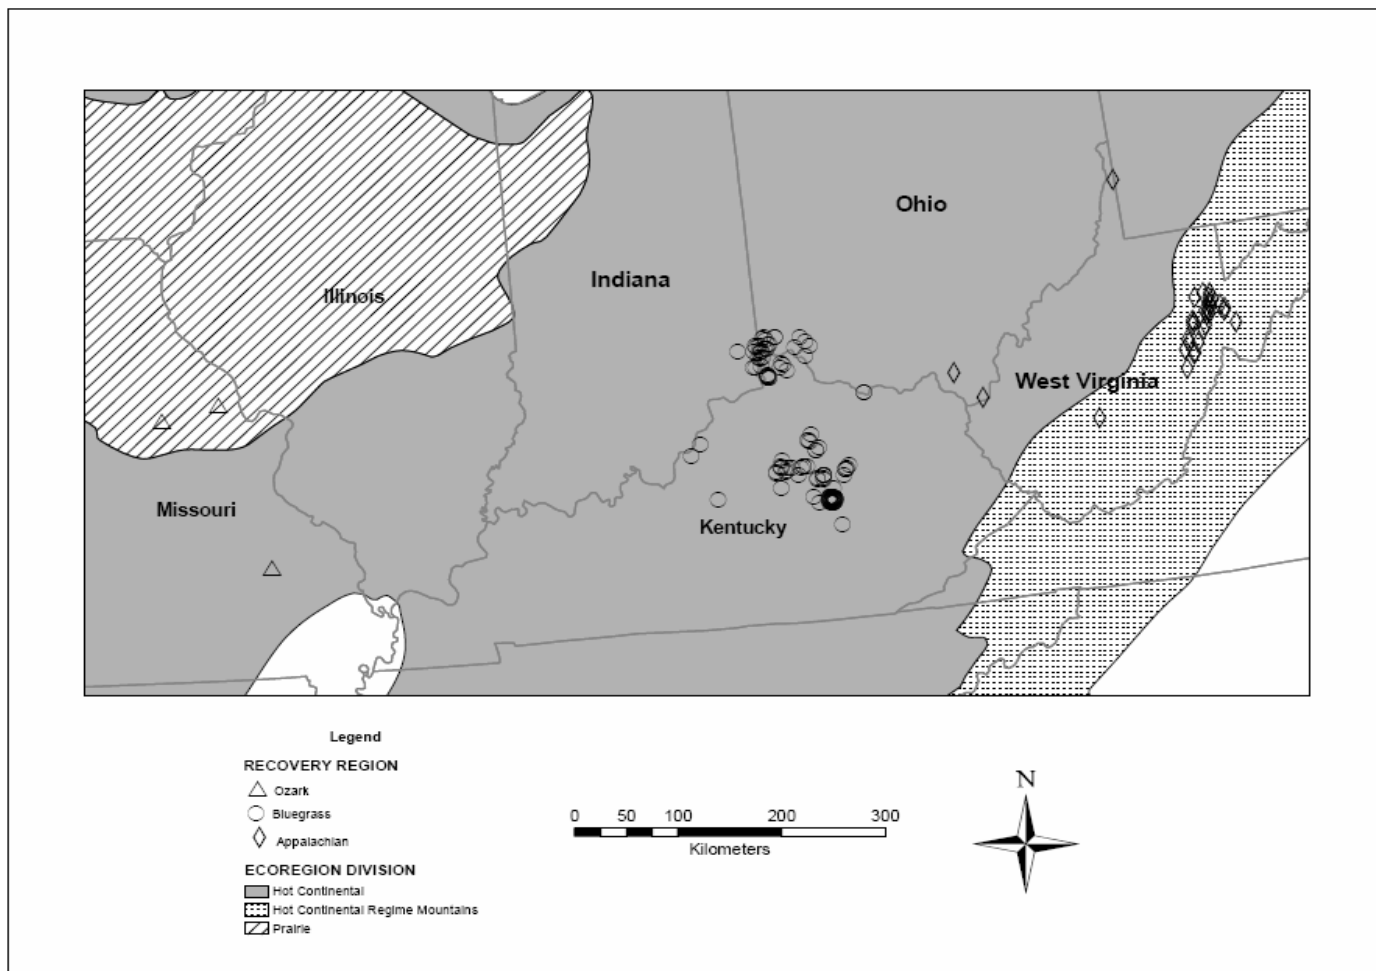 Ohio
Indiana
Illinois
West Virginia
Missouri
Kentucky
Legend
RECOVERY REGION
Ozark
Bluegrass
Appalachian
ECOREGION DIVISION
Hot Continental
Hot Continental Regime Mountains
Prairie
0 50 100 200 300
Kilometers
N